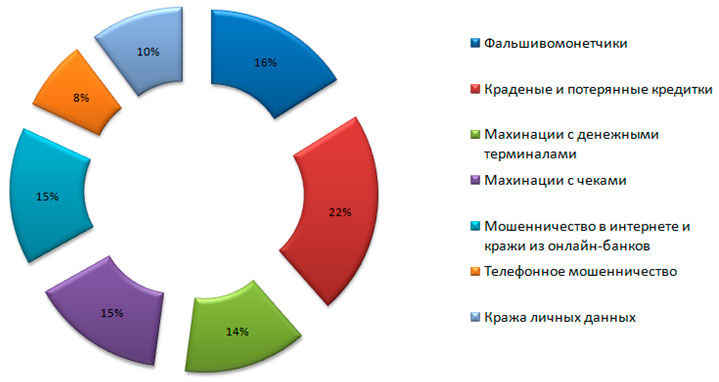 10%
16%
8%
15%
22%
15%
14%
Фальшивомонетчики
Краденые и потерянные кредитки
Махинации с денежными
терминалами
Махинации с чеками
Мошенничество в интернете и
кражи из онлайн-банков
Телефонное мошенничество
Кража личных данных